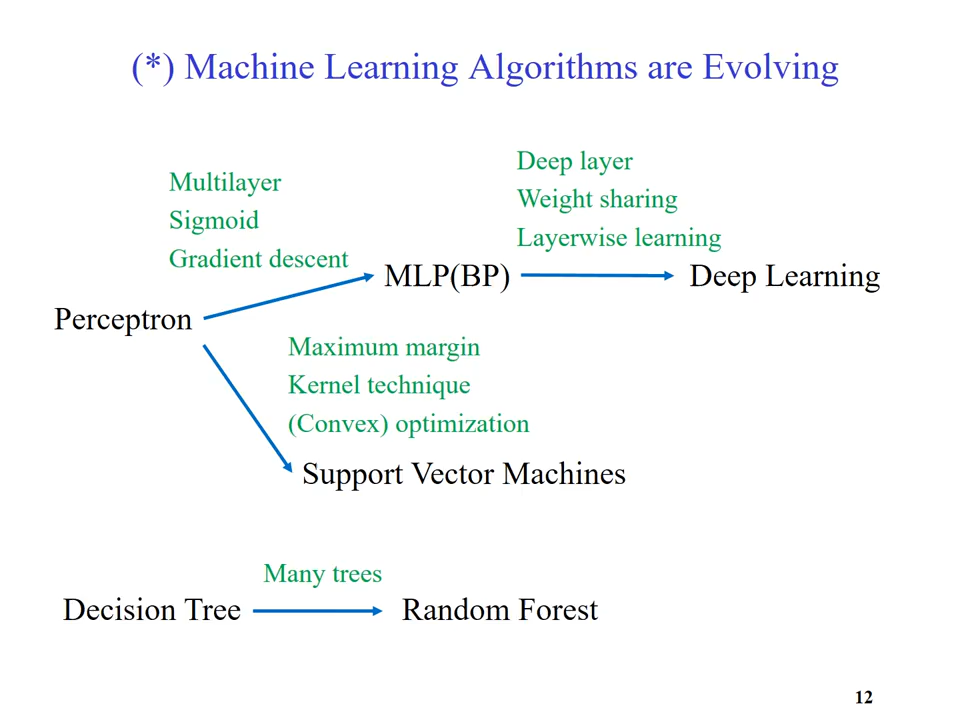 (*) Machine Learning Algorithms are Evolving
Multilayer
Sigmoid
Gradient descent
Deep layer
Weight sharing
Layerwise learning
MLP(BP)
Deep Learning
Perceptron
Maximum margin
Kernel technique
(Convex) optimization
Support Vector Machines
Many trees
Decision Tree
Random Forest
12